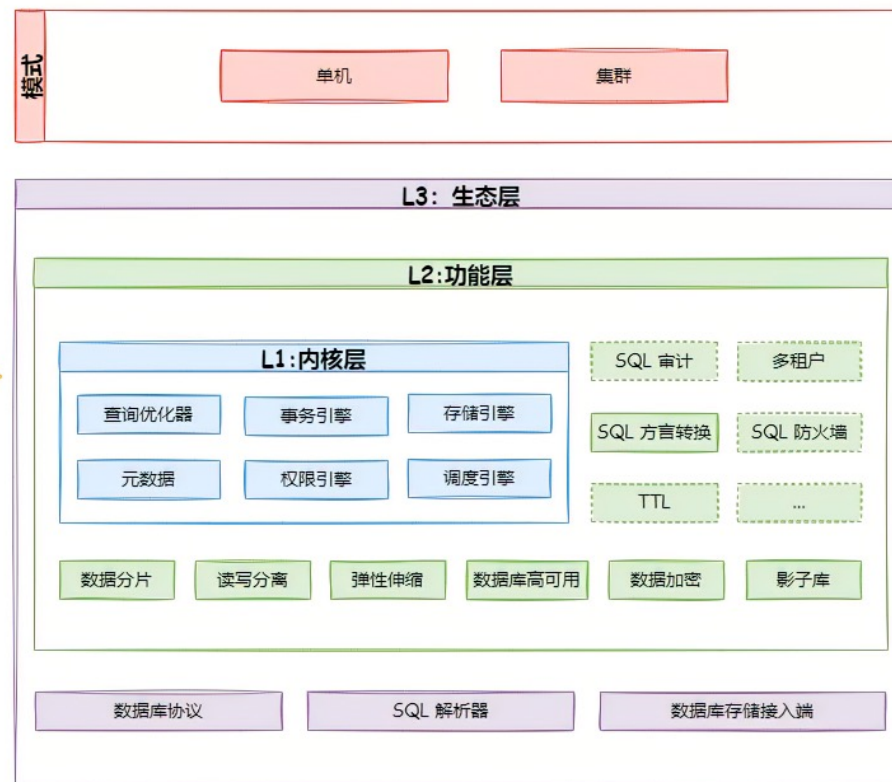 模式
单机
集群
L3：生态层
L2:功能层
L1:内核层
查询优化器
事务引擎
存储引擎
元数据
权限引擎
调度引擎
SQL 审计
多租户
SQL 方言转换
SQL 防火墙
TTL
...
数据分片
读写分离
弹性伸缩
数据库高可用
数据加密
影子库
数据库协议
SQL 解析器
数据库存储接入端